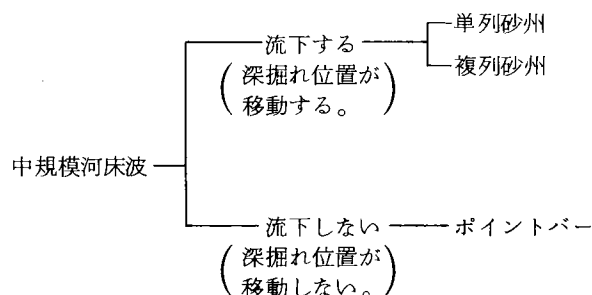 単列砂州
流下する
複列砂州
(深掘れ位置が
移動する。)
中規模河床波
流下しない
ポイントバー
(深掘れ位置が
移動しない。)